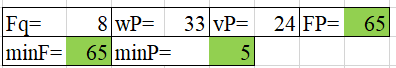 Fq= 8 wP= 33 vP= 24 FP= 65
minF= 65 minP= 5